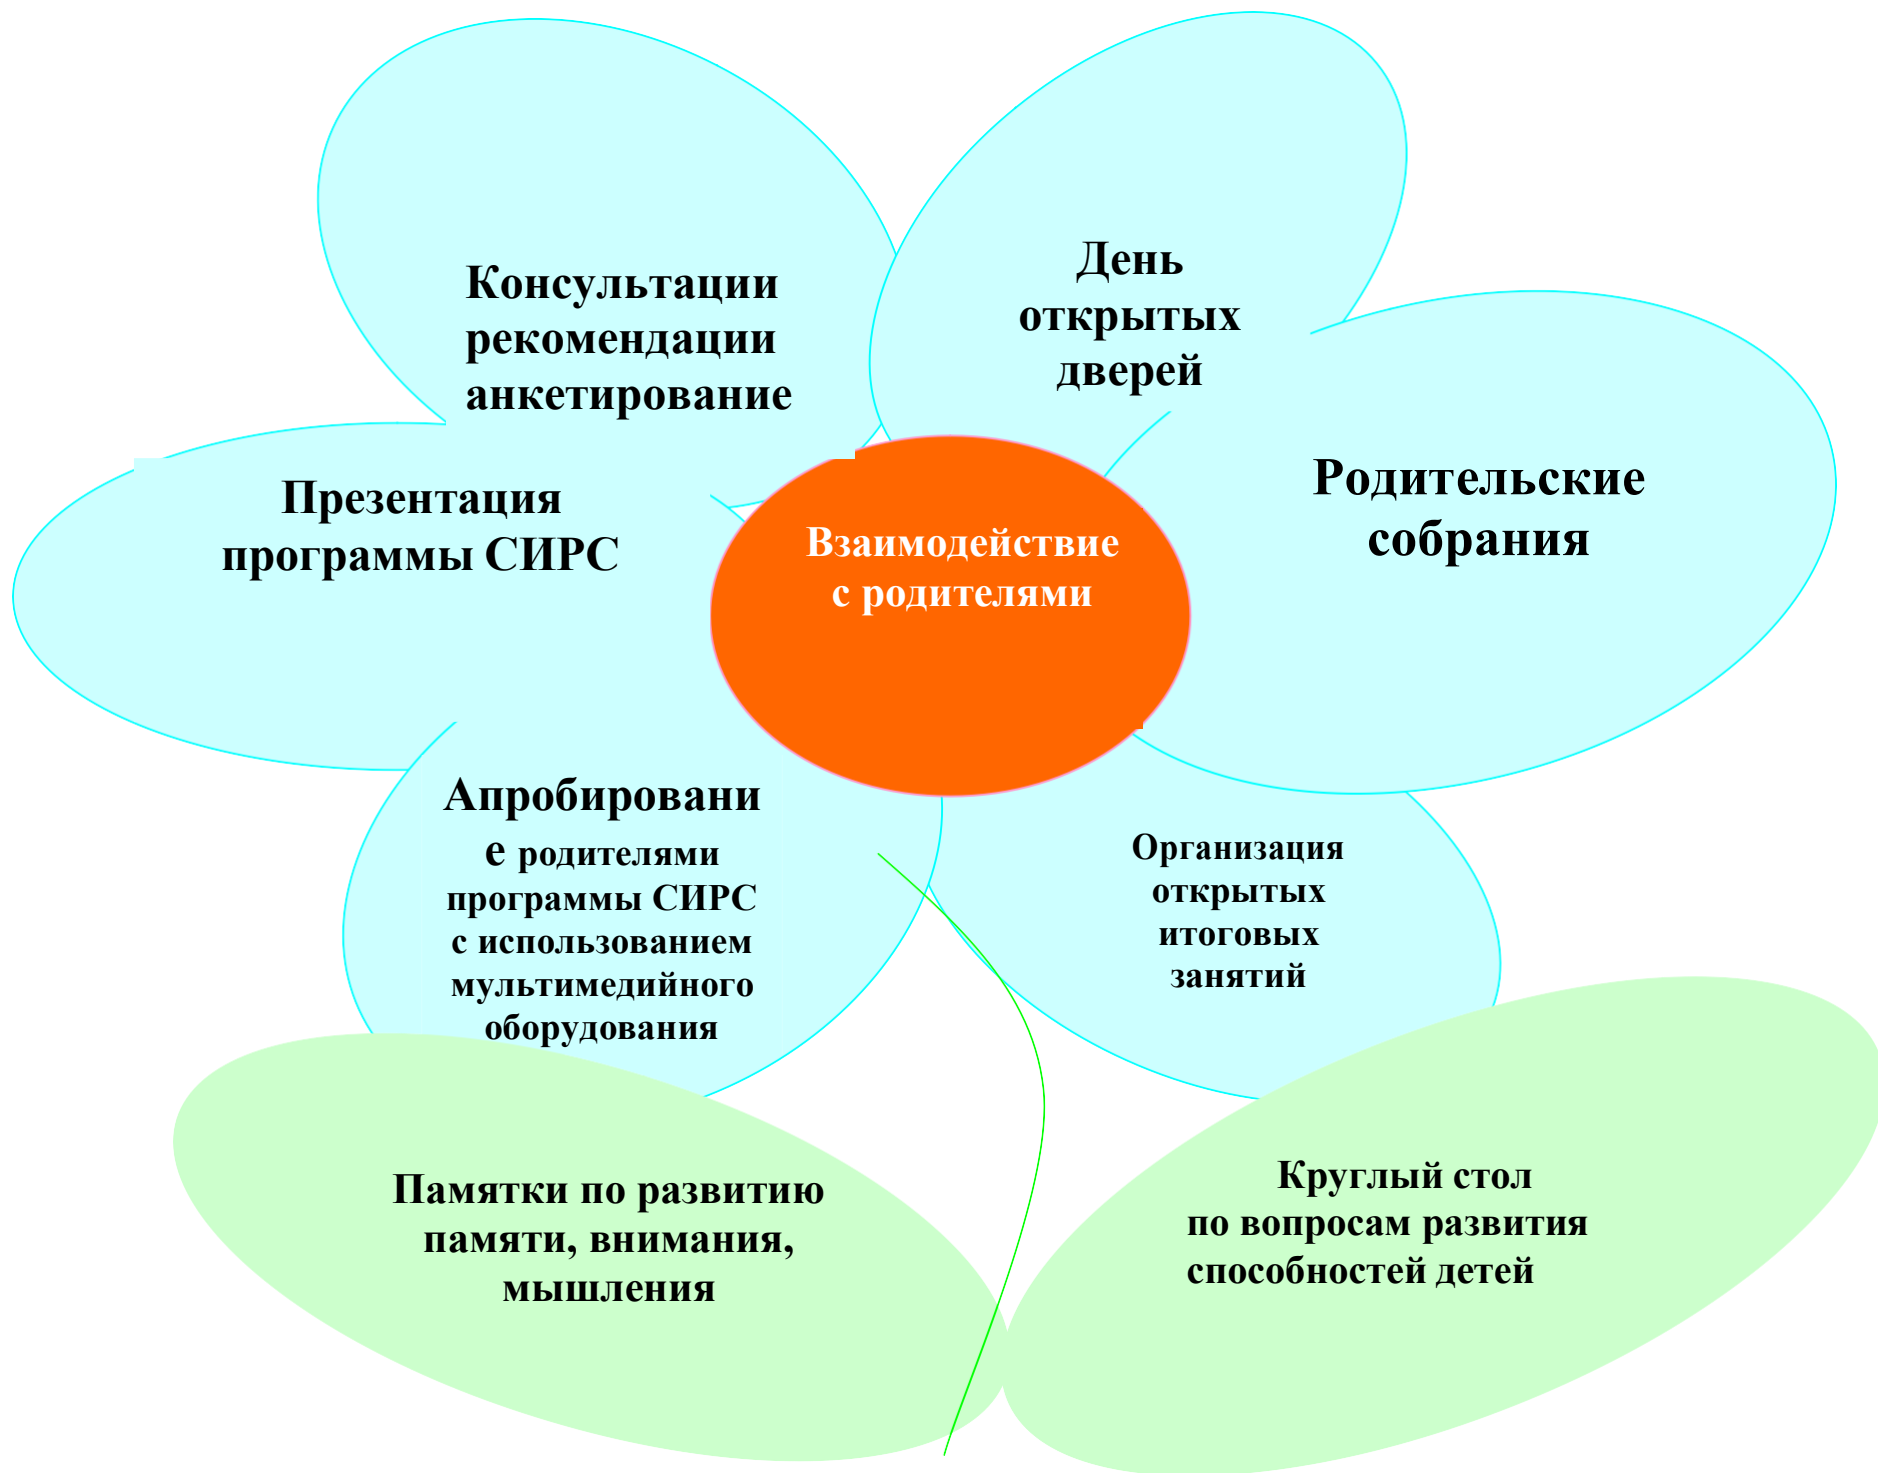 Консультации
рекомендации
анкетирование
День
открытых
дверей
Презентация
программы СИРС
Родительские
собрания
Взаимодействие
с родителями
Апробировани
е родителями
программы СИРС
с использованием
мультимедийного
оборудования
Организация
открытых
итоговых
занятий
Памятки по развитию
памяти, внимания,
мышления
Круглый стол
по вопросам развития
способностей детей